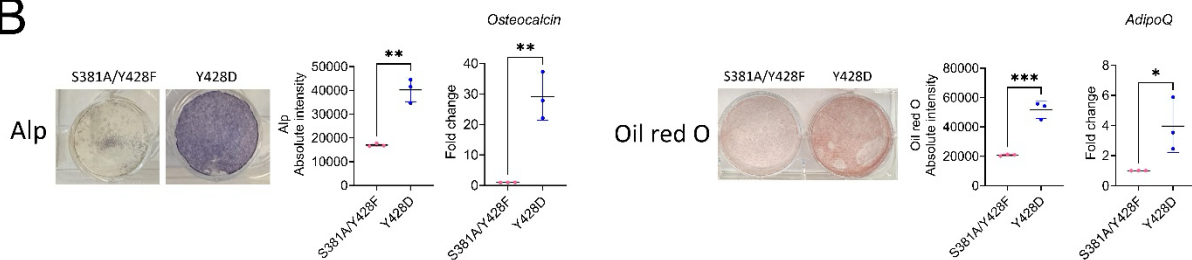 B
Osteocalcin
AdipoQ
S381A/Y428F Y428D
Alp
Alp
Absolute intensity
50000
40000
30000
20000
10000
0
**
S381A/Y428F
Y428D
Fold change
40
30
20
10
0
**
S381A/Y428F
Y428D
S381A/Y428F Y428D
Oil red O
Oil red O
Absolute intensity
80000
60000
40000
20000
0
***
S381A/Y428F
Y428D
Fold change
8
6
4
2
0
*
S381A/Y428F
Y428D